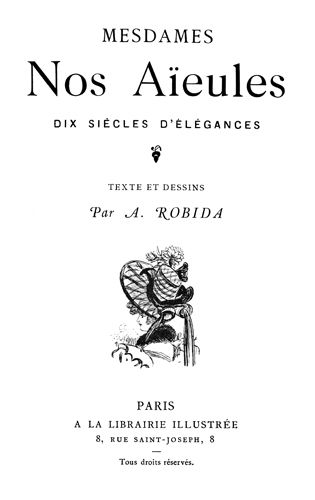 MESDAMES
Nos Aïeules
DIX SIÈCLES D'ÉLÉGANCES
TEXTE ET DESSINS
Par A. ROBIDA
PARIS
A LA LIBRAIRIE ILLUSTRÉE
8, RUE SAINT-JOSEPH, 8
Tous droits réservés.